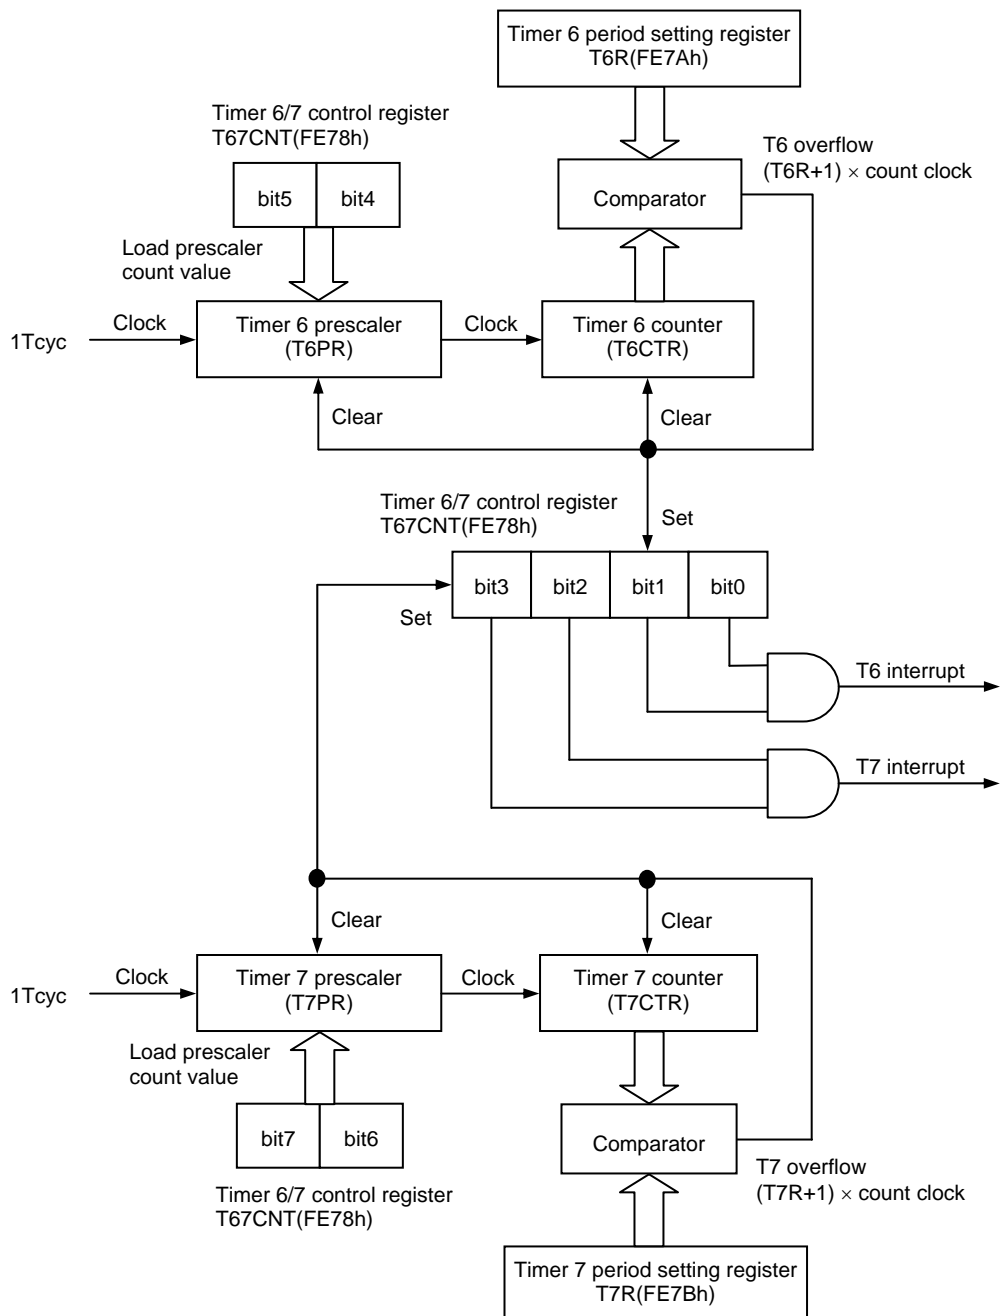 Timer 6 period setting register
T6R(FE7Ah)
Timer 6/7 control register
T67CNT(FE78h)
T6 overflow
(T6R+1) × count clock
bit5
bit4
Comparator
Load prescaler
count value
1Tcyc
Clock
Timer 6 prescaler
(T6PR)
Clock
Timer 6 counter
(T6CTR)
Clear
Clear
Timer 6/7 control register
T67CNT(FE78h)
Set
bit3
bit2
bit1
bit0
Set
T6 interrupt
T7 interrupt
Clear
Clear
1Tcyc
Clock
Timer 7 prescaler
(T7PR)
Clock
Timer 7 counter
(T7CTR)
Load prescaler
count value
bit7
bit6
Comparator
T7 overflow
(T7R+1) × count clock
Timer 6/7 control register
T67CNT(FE78h)
Timer 7 period setting register
T7R(FE7Bh)